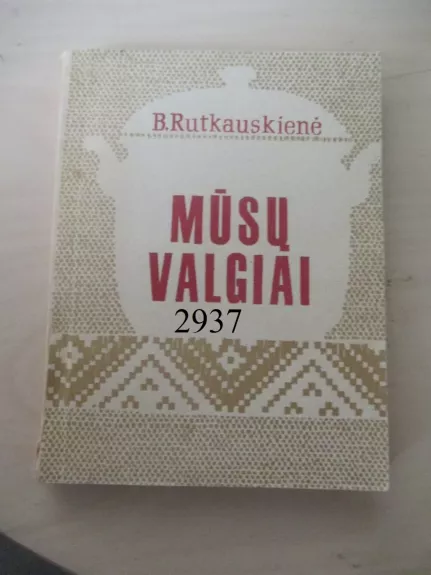 B.Rutkauskienė
MŪSŲ
VALGIAI
2937